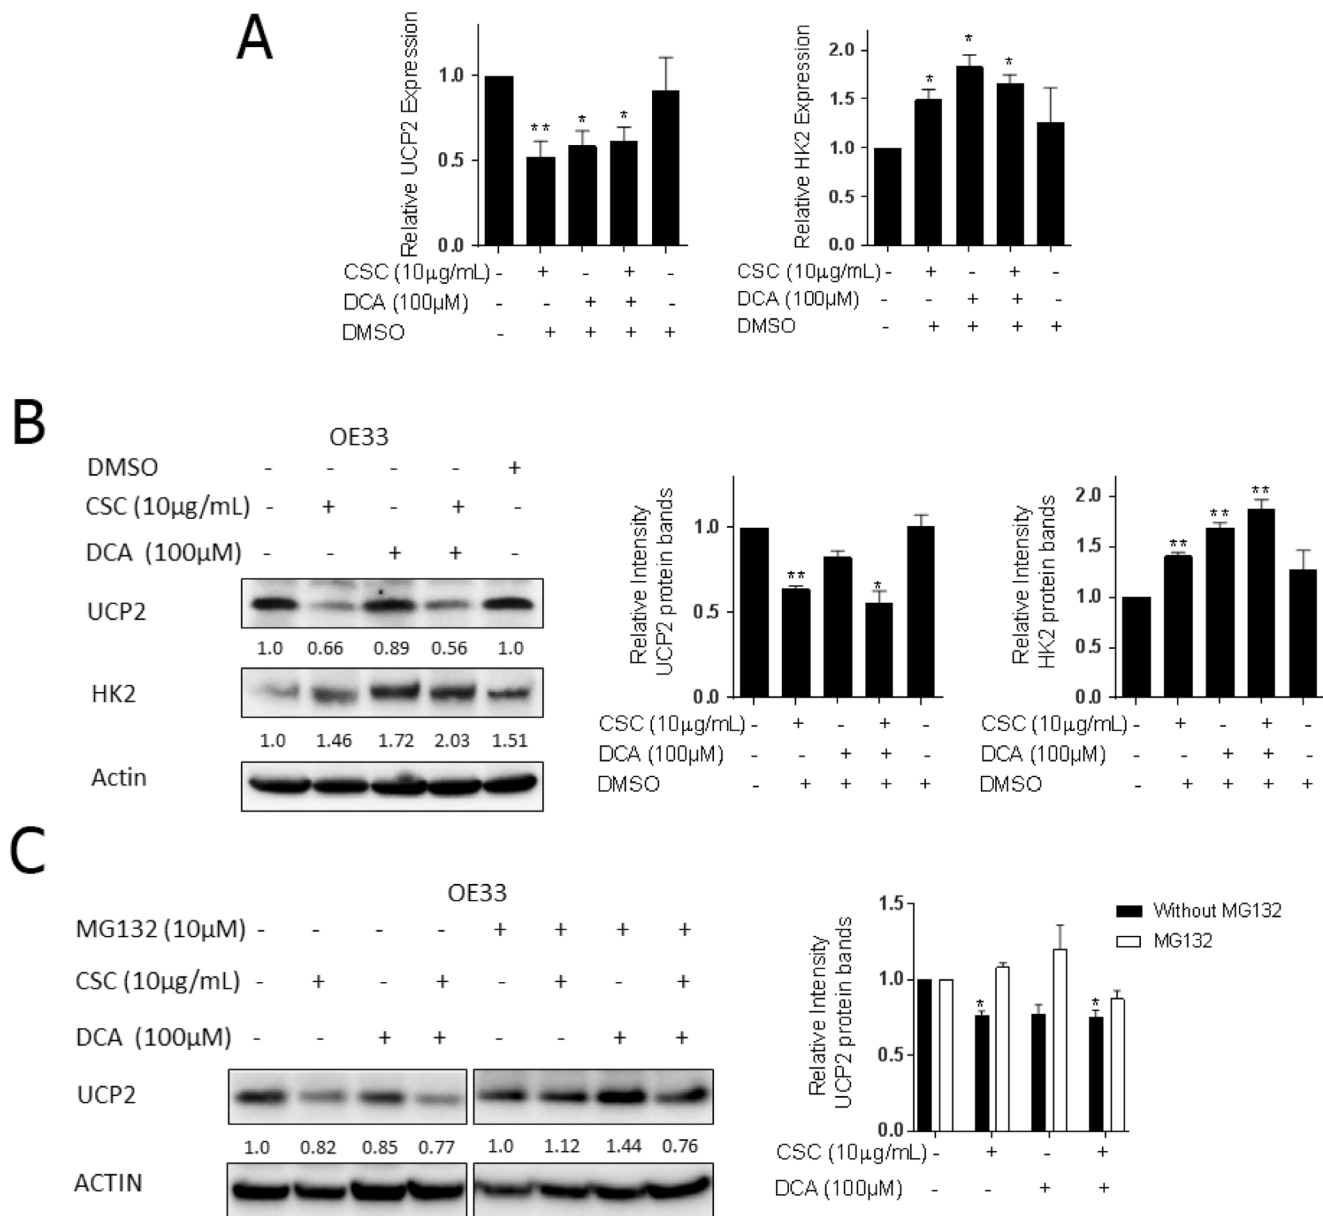 A
Relative UCP2 Expression
1.0
0.5
0.0
** * *
CSC (10µg/mL) - + - + -
DCA (100µM) - - + + -
DMSO - + + + +
Relative HK2 Expression
2.0
1.5
1.0
0.5
0.0
* * *
CSC (10µg/mL) - + - + -
DCA (100µM) - - + + -
DMSO - + + + +
B
OE33
DMSO - - - - +
CSC (10µg/mL) - + - + -
DCA (100µM) - - + + -
UCP2
1.0 0.66 0.89 0.56 1.0
HK2
1.0 1.46 1.72 2.03 1.51
Actin
Relative Intensity
UCP2 protein bands
1.0
0.5
0.0
** *
CSC (10µg/mL) - + - + -
DCA (100µM) - - + + -
DMSO - + + + +
Relative Intensity
HK2 protein bands
2.0
1.5
1.0
0.5
0.0
** ** **
CSC (10µg/mL) - + - + -
DCA (100µM) - - + + -
DMSO - + + + +
C
OE33
MG132 (10µM) - - - - + + + +
CSC (10µg/mL) - + - + - + - +
DCA (100µM) - - + + - - + +
UCP2
1.0 0.82 0.85 0.77 1.0 1.12 1.44 0.76
ACTIN
Relative Intensity
UCP2 protein bands
1.5
1.0
0.5
0.0
* *
Without MG132
MG132
CSC (10µg/mL) - + - +
DCA (100µM) - - + +